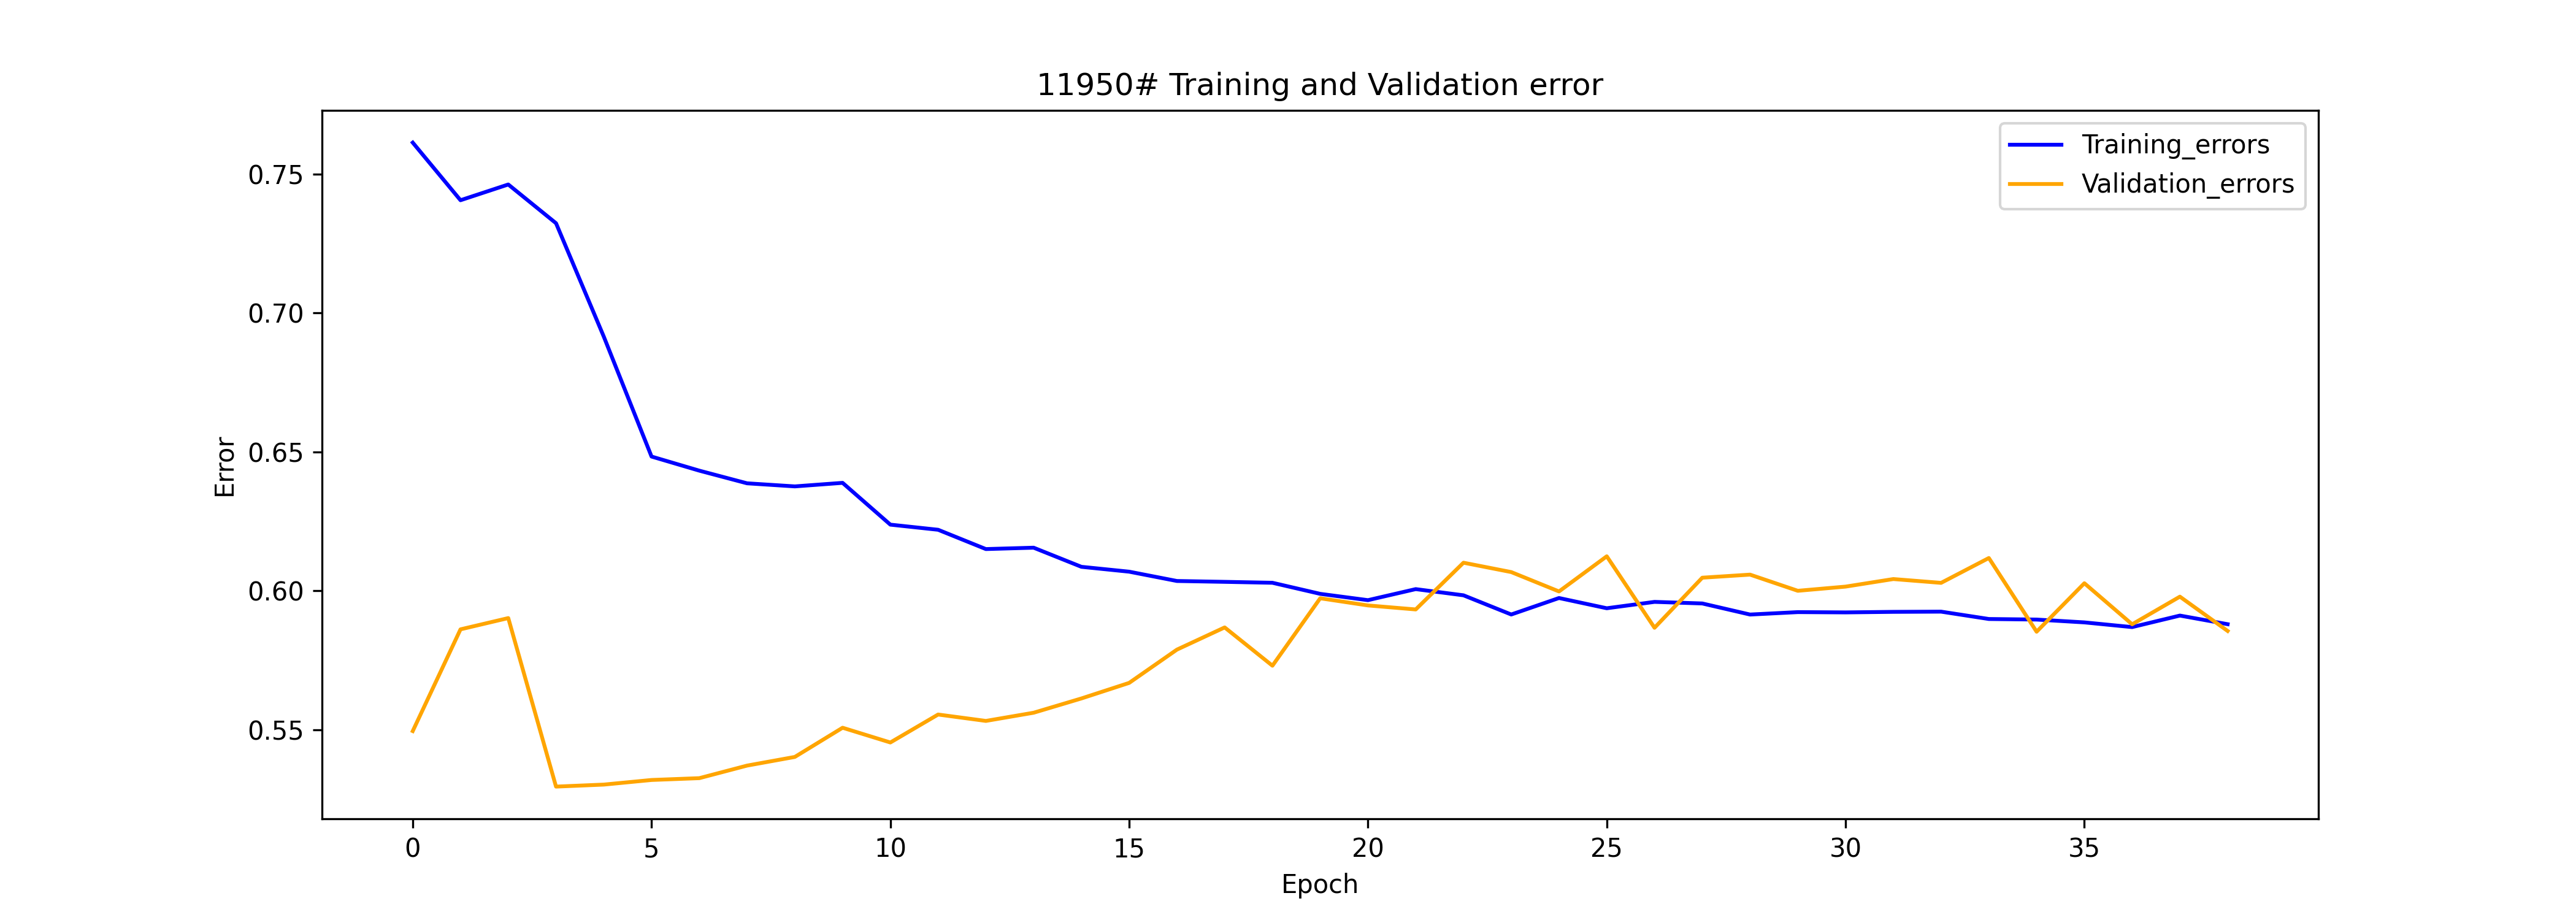 11950# Training and Validation error
Training_errors
Validation_errors
Error
0.75
0.70
0.65
0.60
0.55
0 5 10 15 20 25 30 35
Epoch